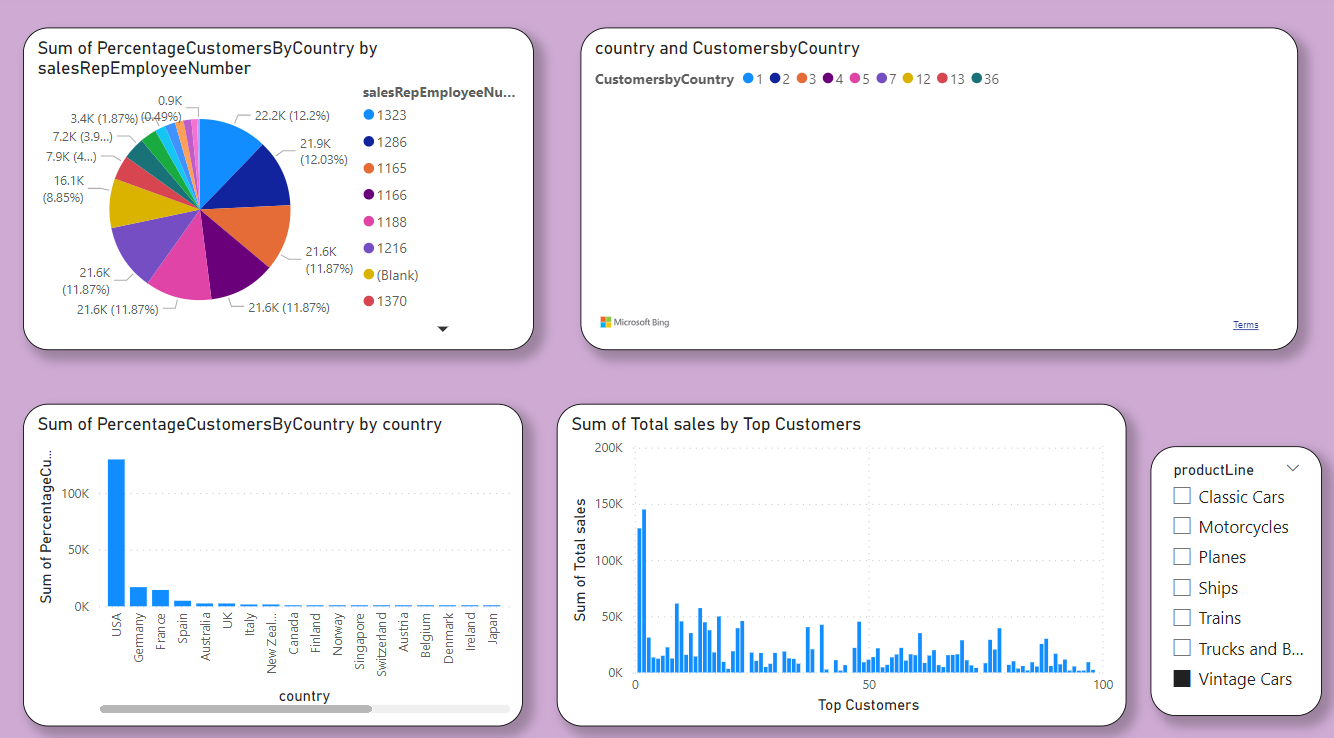 Sum of PercentageCustomersByCountry by
salesRepEmployeeNumber
0.9K
(0.49%)
3.4K (1.87%)
7.2K (3.9...)
7.9K (4...)
16.1K
(8.85%)
21.6K
(11.87%)
21.6K (11.87%)
21.6K (11.87%)
21.6K
(11.87%)
21.9K
(12.03%)
22.2K (12.2%)
salesRepEmployeeNu...
1323
1286
1165
1166
1188
1216
(Blank)
1370
country and CustomersbyCountry
CustomersbyCountry 1 2 3 4 5 7 12 13 36
Microsoft Bing
Terms
Sum of PercentageCustomersByCountry by country
Sum of PercentageCu...
100K
50K
0K
USA
Germany
France
Spain
Australia
UK
Italy
New Zeal...
Canada
Finland
Norway
Singapore
Switzerland
Austria
Belgium
Denmark
Ireland
Japan
country
Sum of Total sales by Top Customers
Sum of Total sales
200K
150K
100K
50K
0K
0 50 100
Top Customers
productLine
Classic Cars
Motorcycles
Planes
Ships
Trains
Trucks and B...
Vintage Cars